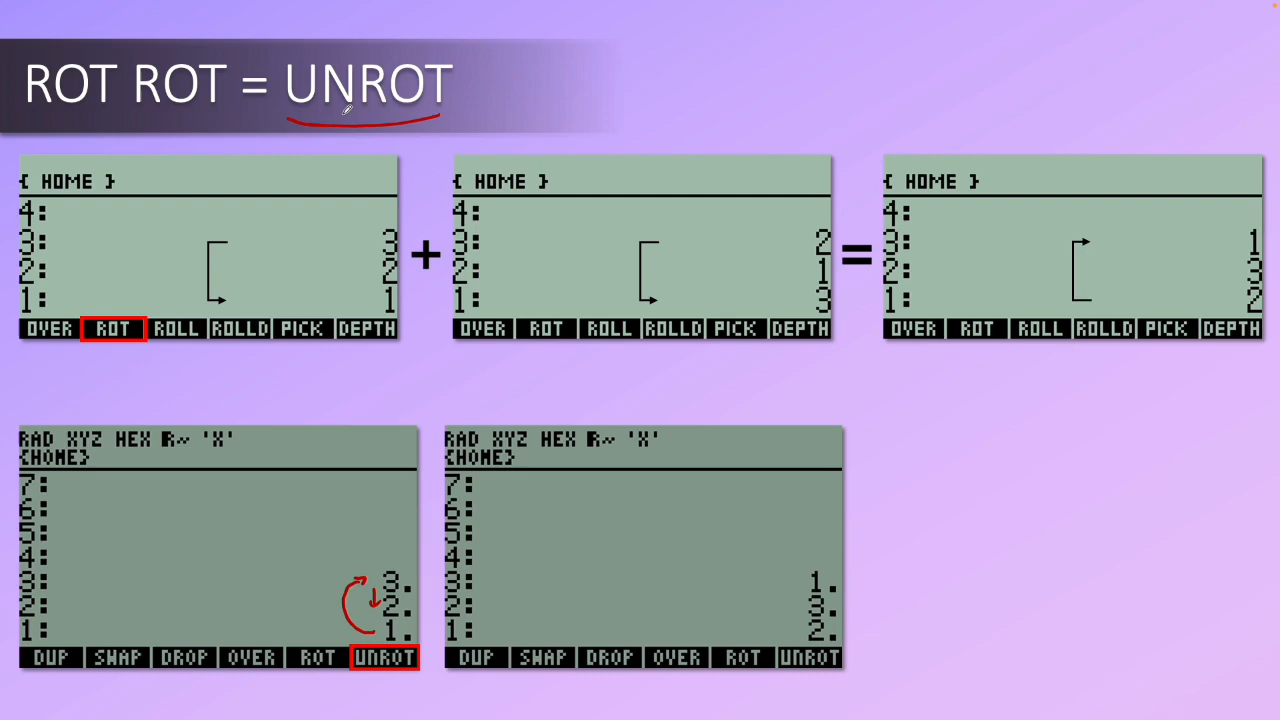 ROT ROT = UNROT
{ HOME }
4:
3: 3
2: 2
1: 1
OVER ROT ROLL ROLLD PICK DEPTH
+
{ HOME }
4:
3: 2
2: 1
1: 3
OVER ROT ROLL ROLLD PICK DEPTH
=
{ HOME }
4:
3: 1
2: 3
1: 2
OVER ROT ROLL ROLLD PICK DEPTH
RAD XYZ HEX R~ 'X'
{HOME}
7:
6:
5:
4:
3: 3.
2: 2.
1: 1.
DUP SWAP DROP OVER ROT UNROT
RAD XYZ HEX R~ 'X'
{HOME}
7:
6:
5:
4:
3: 1.
2: 3.
1: 2.
DUP SWAP DROP OVER ROT UNROT